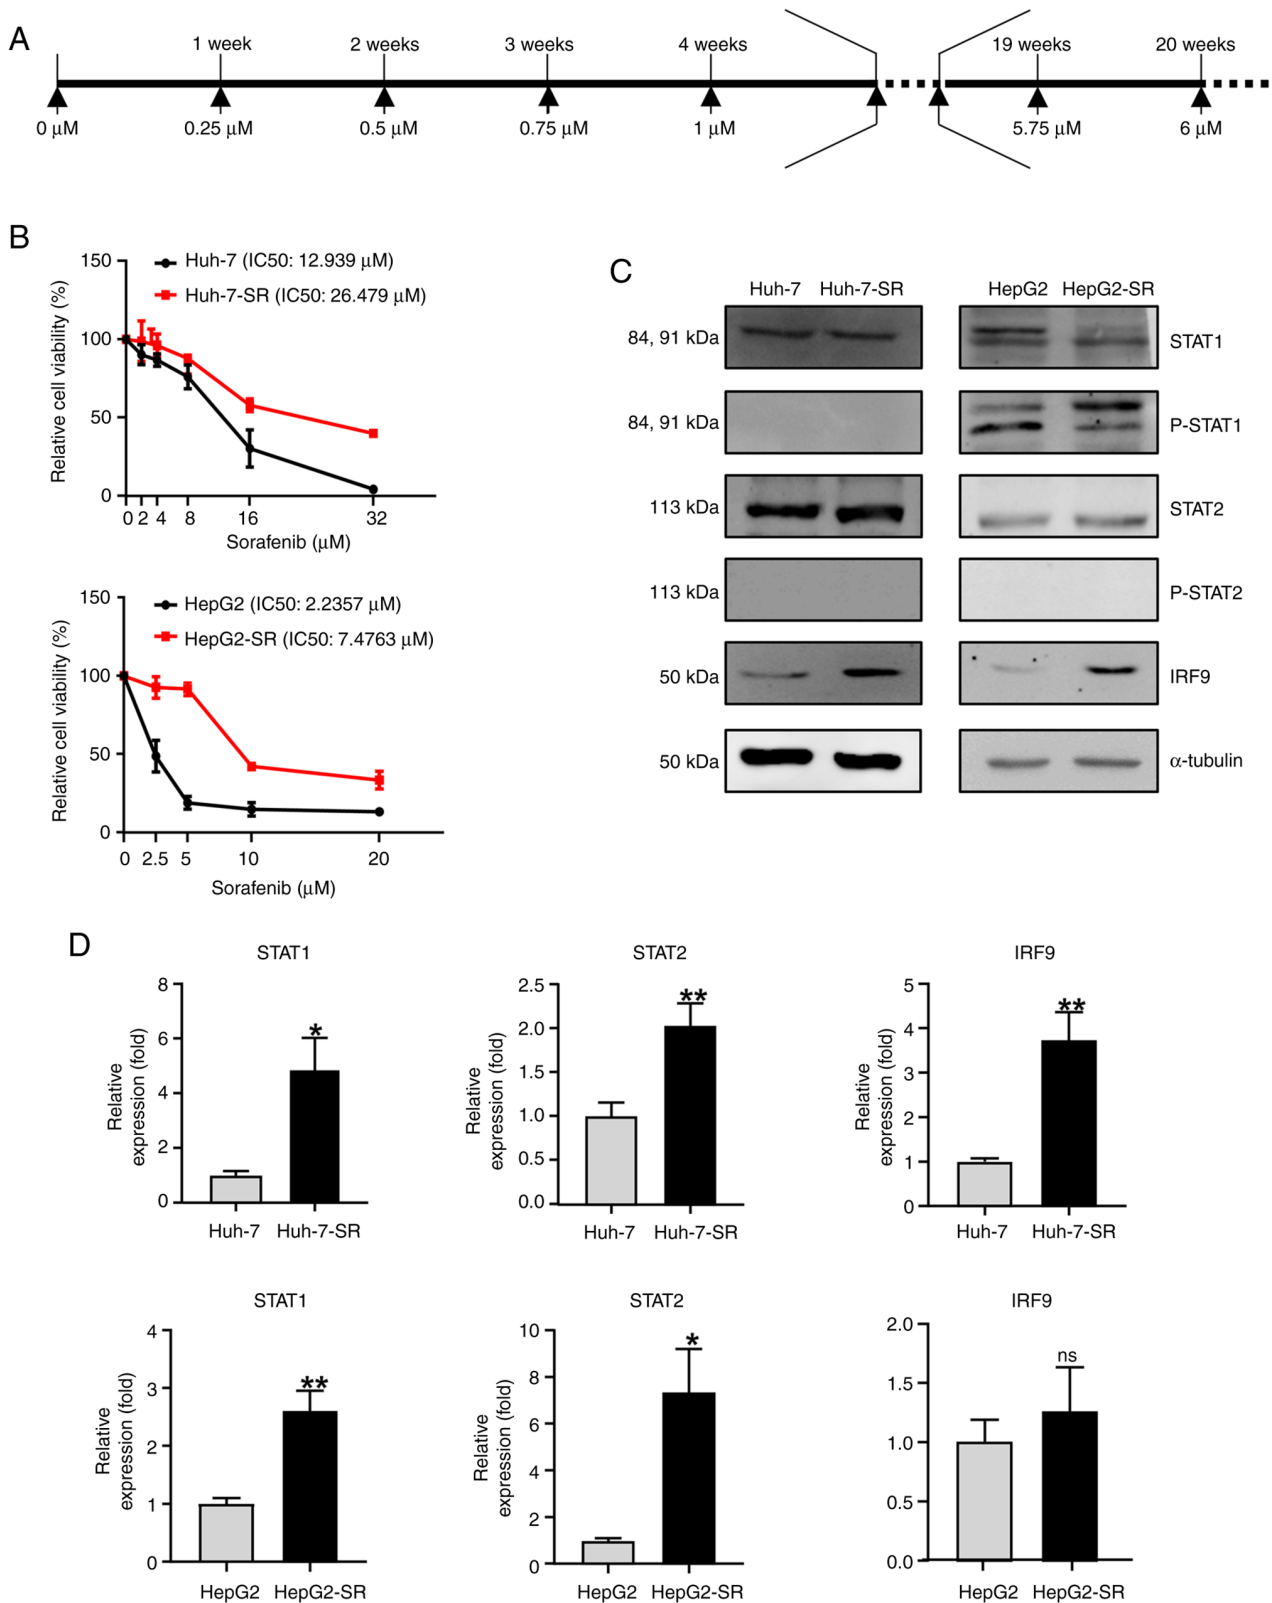 A
1 week 2 weeks 3 weeks 4 weeks 19 weeks 20 weeks
0 μM 0.25 μM 0.5 μM 0.75 μM 1 μM 5.75 μM 6 μM
B
Relative cell viability (%)
150
100
50
0
Huh-7 (IC50: 12.939 μM)
Huh-7-SR (IC50: 26.479 μM)
0 2 4 8 16 32
Sorafenib (μM)
Relative cell viability (%)
150
100
50
0
HepG2 (IC50: 2.2357 μM)
HepG2-SR (IC50: 7.4763 μM)
0 2.5 5 10 20
Sorafenib (μM)
C
Huh-7 Huh-7-SR HepG2 HepG2-SR
84, 91 kDa STAT1
84, 91 kDa P-STAT1
113 kDa STAT2
113 kDa P-STAT2
50 kDa IRF9
50 kDa α-tubulin
D
STAT1
Relative
expression (fold)
8
6
4
2
0
*
Huh-7 Huh-7-SR
STAT2
Relative
expression (fold)
2.5
2.0
1.5
1.0
0.5
0.0
**
Huh-7 Huh-7-SR
IRF9
Relative
expression (fold)
5
4
3
2
1
0
**
Huh-7 Huh-7-SR
STAT1
Relative
expression (fold)
4
3
2
1
0
**
HepG2 HepG2-SR
STAT2
Relative
expression (fold)
10
8
6
4
2
0
*
HepG2 HepG2-SR
IRF9
Relative
expression (fold)
2.0
1.5
1.0
0.5
0.0
ns
HepG2 HepG2-SR